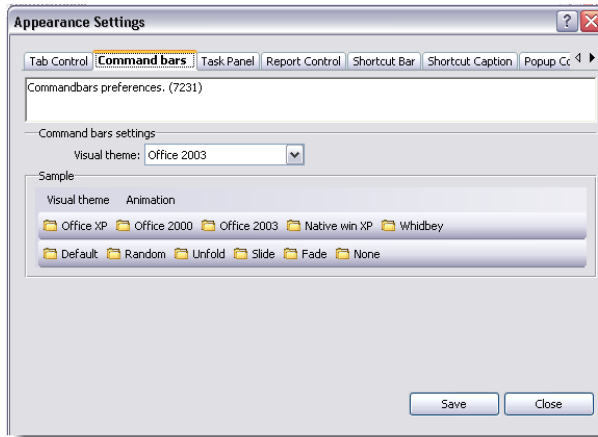 Appearance Settings
Tab Control Command bars Task Panel Report Control Shortcut Bar Shortcut Caption Popup
Commandbars preferences. (7231)
Command bars settings
Visual theme: Office 2003
Sample
Visual theme Animation
Office XP Office 2000 Office 2003 Native win XP Whidbey
Default Random Unfold Slide Fade None
Save Close